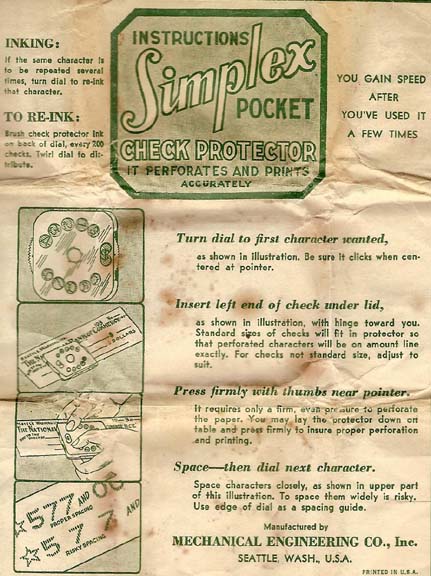 INKING:
If the same character is
to be repeated several
times, turn dial to re-ink
that character.
TO RE-INK:
Brush check protector ink
on back of dial, every 200
checks. Twirl dial to dis-
tribute.
INSTRUCTIONS
Simplex
POCKET
CHECK PROTECTOR
IT PERFORATES AND PRINTS
ACCURATELY
YOU GAIN SPEED
AFTER
YOU'VE USED IT
A FEW TIMES
Turn dial to first character wanted,
as shown in illustration. Be sure it clicks when cen-
tered at pointer.
Insert left end of check under lid,
as shown in illustration, with hinge toward you.
Standard sizes of checks will fit in protector so
that perforated characters will be on amount line
exactly. For checks not standard size, adjust to
suit.
DOLLARS
Press firmly with thumbs near pointer.
It requires only a firm, even pressure to perforate
the paper. You may lay the protector down on
table and press firmly to insure proper perforation
and printing.
THE NATIONAL
Space—then dial next character.
Space characters closely, as shown in upper part
of this illustration. To space them widely is risky.
Use edge of dial as a spacing guide.
577 AND 00
PROPER SPACING
57 7 AND
RISKY SPACING
Manufactured by
MECHANICAL ENGINEERING CO., Inc.
SEATTLE, WASH., U.S.A.
PRINTED IN U.S.A.